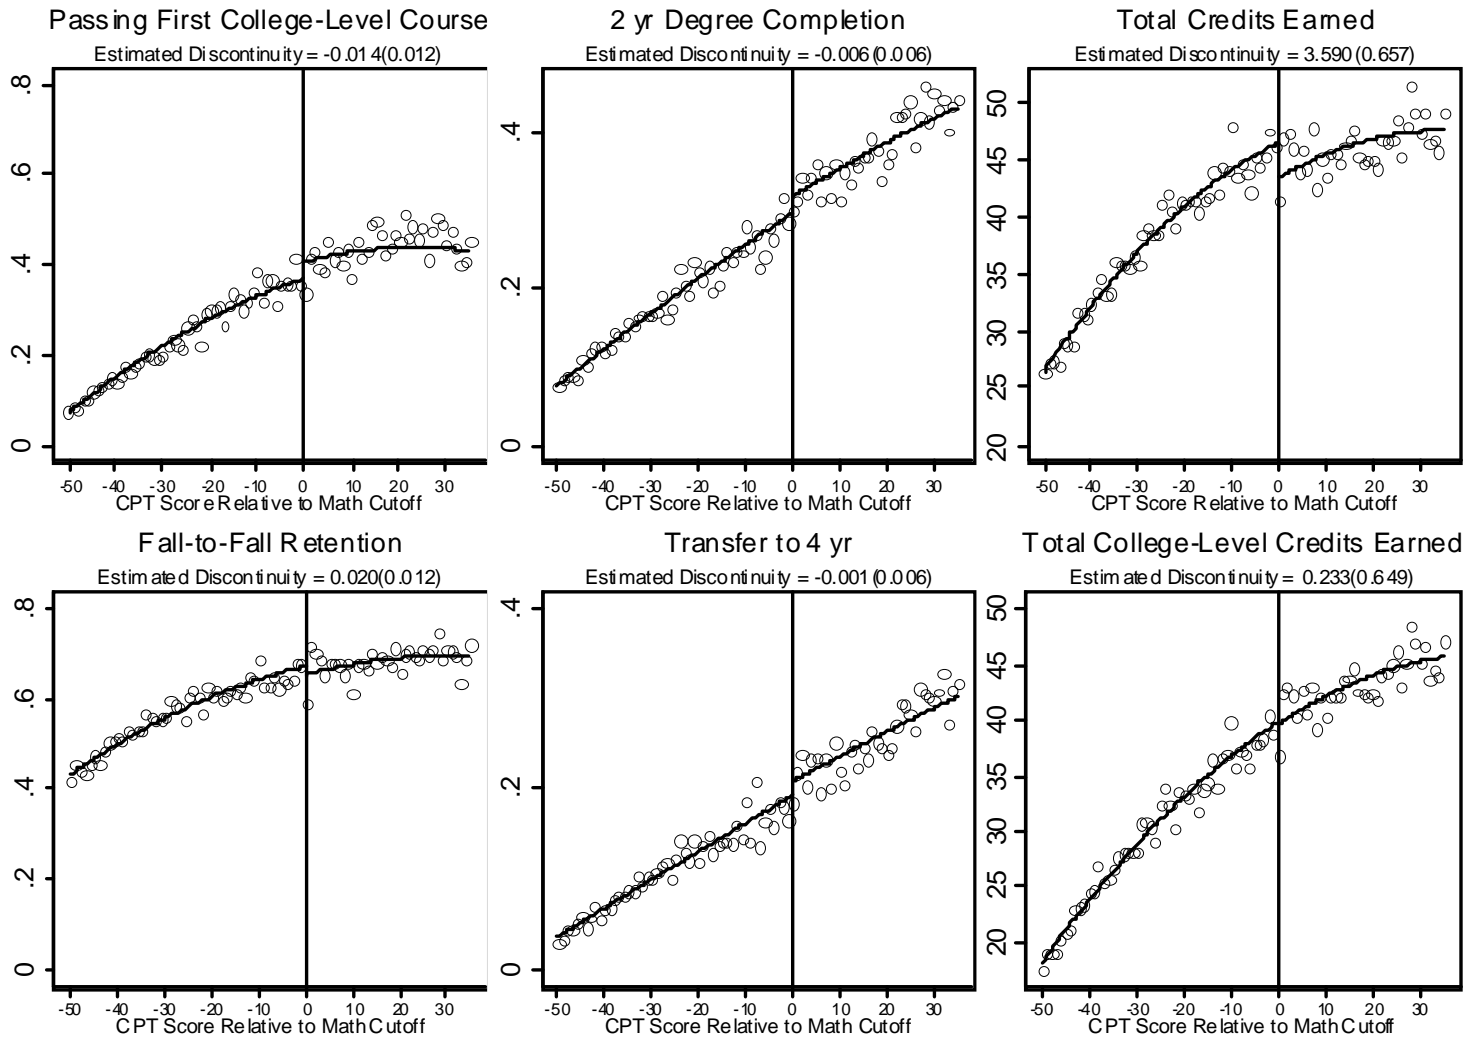 Passing First College-Level Course
Estimated Discontinuity = -0.014(0.012)
.8
.6
.4
.2
0
-50 -40 -30 -20 -10 0 10 20 30
CPT Score Relative to Math Cutoff
2 yr Degree Completion
Estimated Discontinuity = -0.006(0.006)
.4
.2
0
-50 -40 -30 -20 -10 0 10 20 30
CPT Score Relative to Math Cutoff
Total Credits Earned
Estimated Discontinuity = 3.590(0.657)
50
45
40
35
30
25
20
-50 -40 -30 -20 -10 0 10 20 30
CPT Score Relative to Math Cutoff
Fall-to-Fall Retention
Estimated Discontinuity = 0.020(0.012)
.8
.6
.4
.2
0
-50 -40 -30 -20 -10 0 10 20 30
CPT Score Relative to Math Cutoff
Transfer to 4 yr
Estimated Discontinuity = -0.001(0.006)
.4
.2
0
-50 -40 -30 -20 -10 0 10 20 30
CPT Score Relative to Math Cutoff
Total College-Level Credits Earned
Estimated Discontinuity = 0.233(0.649)
50
45
40
35
30
25
20
-50 -40 -30 -20 -10 0 10 20 30
CPT Score Relative to Math Cutoff